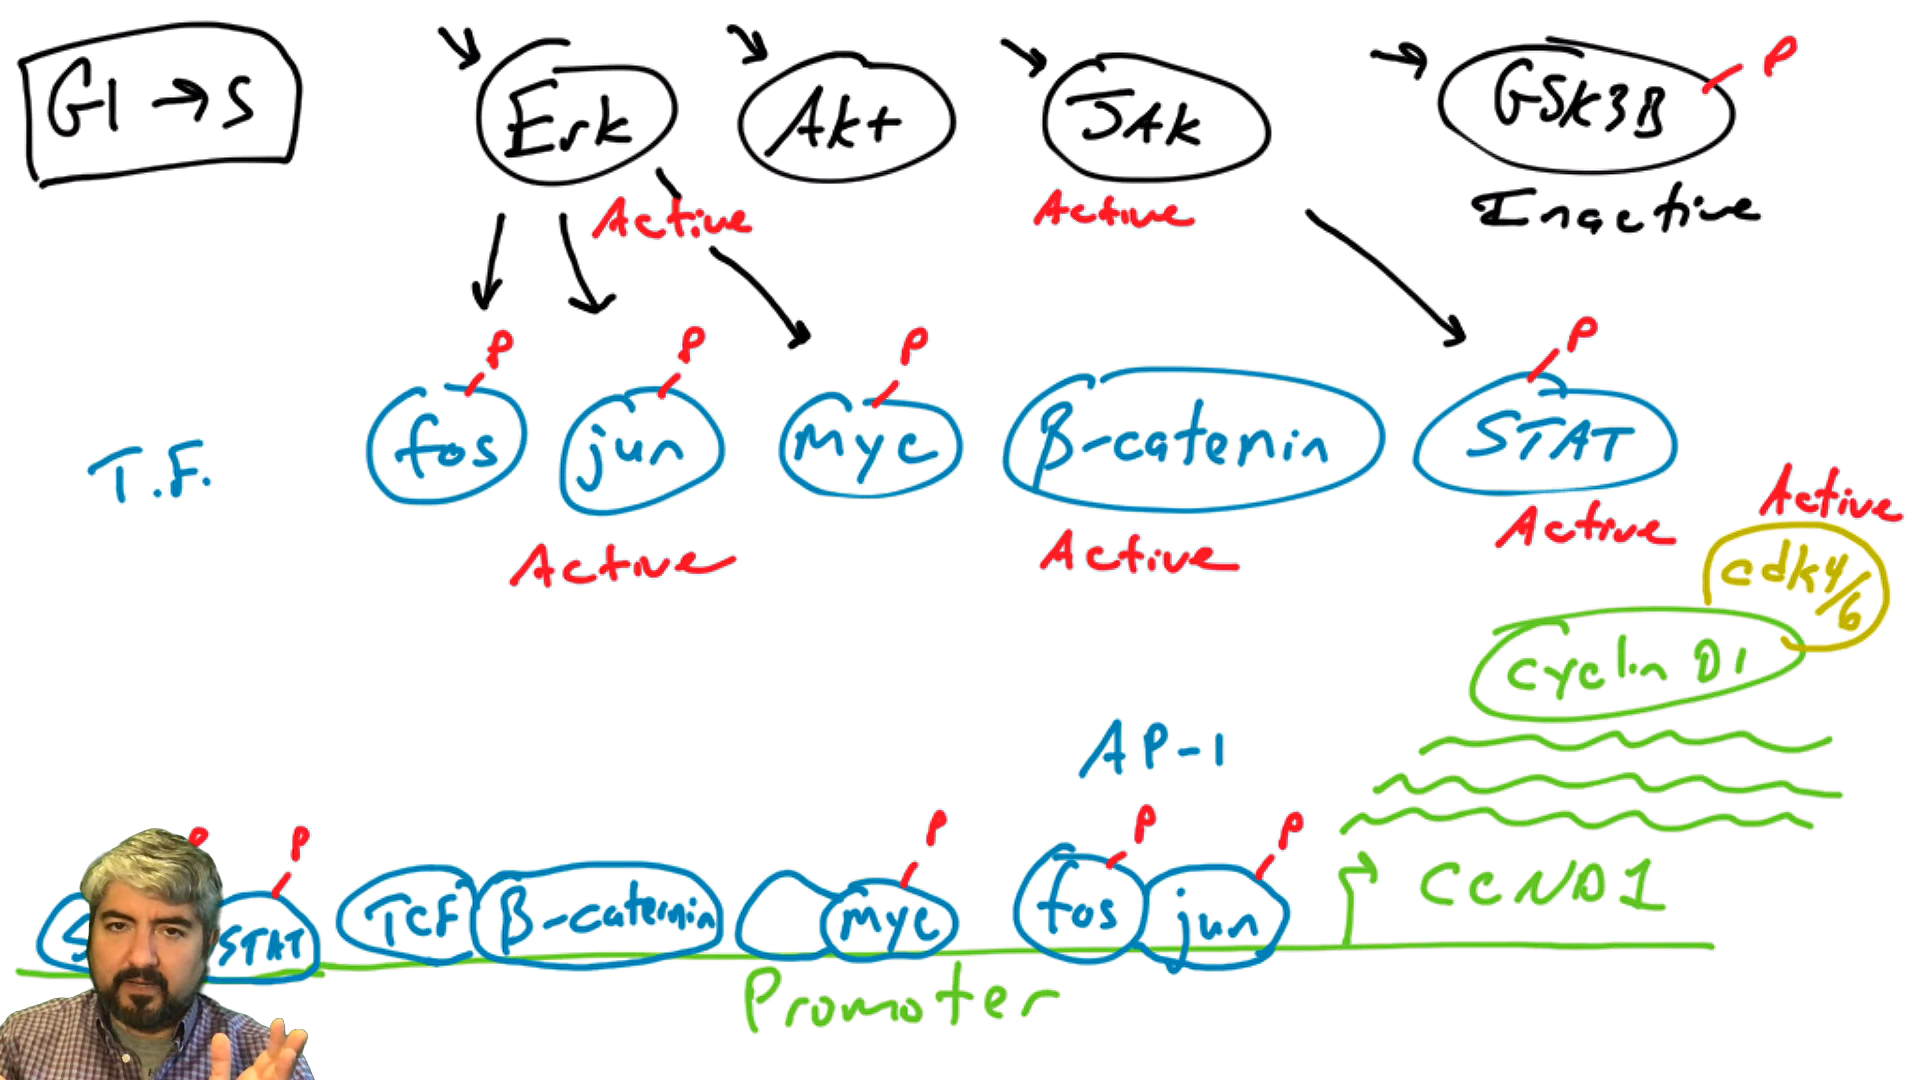 G1 → S
Erk
Akt
JAK
GSK3B
P
Active
Active
Inactive
P
P
P
P
T.F.
fos
jun
myc
β-catenin
STAT
Active
Active
Active
Active
cdk4/6
cyclin D1
AP-1
P
P
P
P
P
CCND1
S
STAT
TCF
β-catenin
myc
fos
jun
Promoter